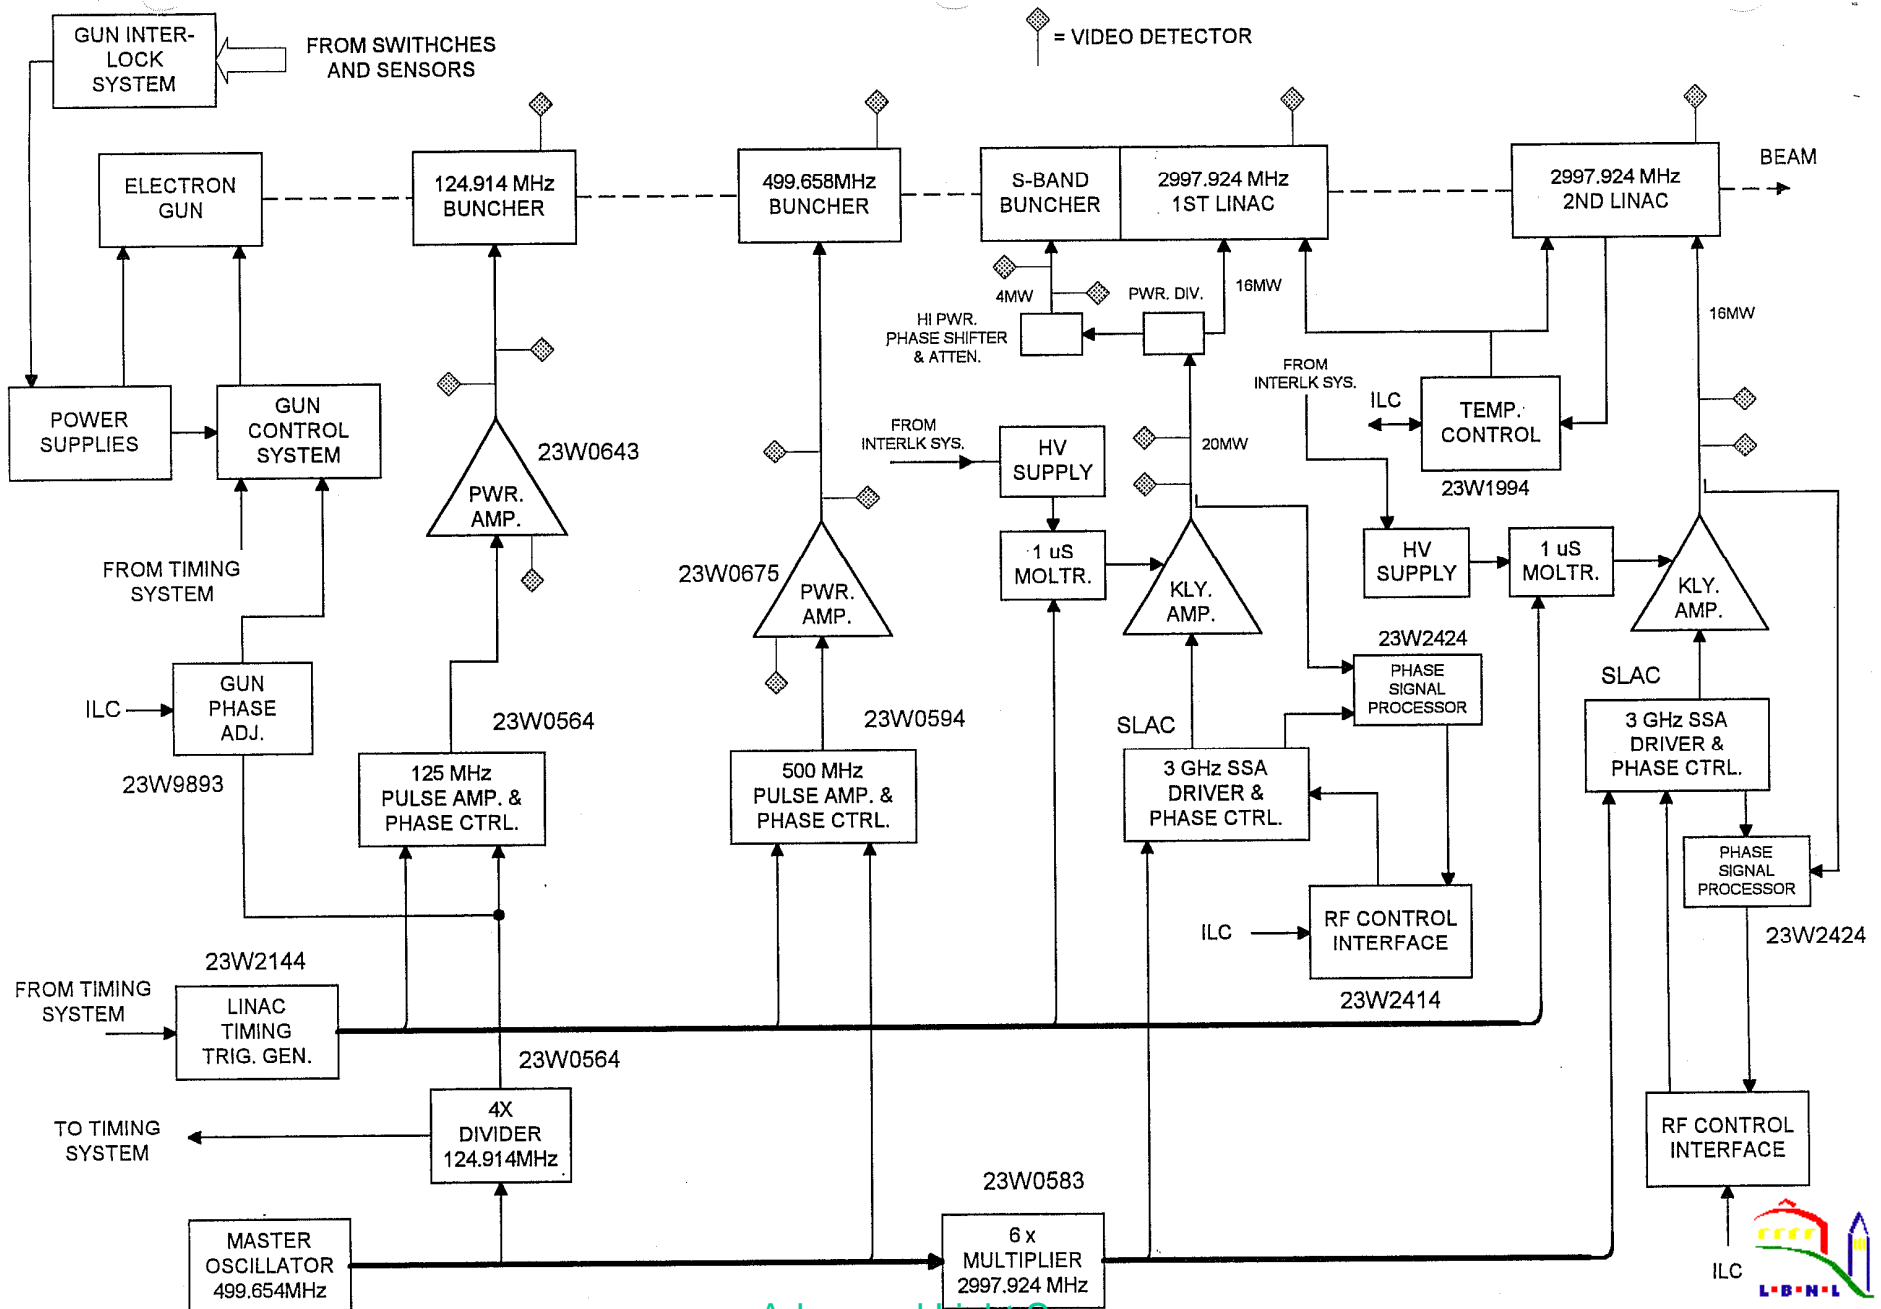 GUN INTER-
LOCK
SYSTEM
FROM SWITHCHES
AND SENSORS
= VIDEO DETECTOR
ELECTRON
GUN
124.914 MHz
BUNCHER
499.658MHz
BUNCHER
S-BAND
BUNCHER
2997.924 MHz
1ST LINAC
2997.924 MHz
2ND LINAC
BEAM
4MW
PWR. DIV.
16MW
HI PWR.
PHASE SHIFTER
& ATTEN.
16MW
FROM
INTERLK SYS.
ILC
TEMP.
CONTROL
23W1994
POWER
SUPPLIES
GUN
CONTROL
SYSTEM
23W0643
PWR.
AMP.
FROM
INTERLK SYS.
HV
SUPPLY
20MW
1 uS
MOLTR.
KLY.
AMP.
HV
SUPPLY
1 uS
MOLTR.
KLY.
AMP.
FROM TIMING
SYSTEM
23W0675
PWR.
AMP.
23W2424
PHASE
SIGNAL
PROCESSOR
SLAC
ILC
GUN
PHASE
ADJ.
23W9893
23W0564
125 MHz
PULSE AMP. &
PHASE CTRL.
23W0594
500 MHz
PULSE AMP. &
PHASE CTRL.
SLAC
3 GHz SSA
DRIVER &
PHASE CTRL.
3 GHz SSA
DRIVER &
PHASE CTRL.
PHASE
SIGNAL
PROCESSOR
23W2424
ILC
RF CONTROL
INTERFACE
23W2414
23W2144
FROM TIMING
SYSTEM
LINAC
TIMING
TRIG. GEN.
23W0564
TO TIMING
SYSTEM
4X
DIVIDER
124.914MHz
RF CONTROL
INTERFACE
ILC
23W0583
MASTER
OSCILLATOR
499.654MHz
6 x
MULTIPLIER
2997.924 MHz
L·B·N·L